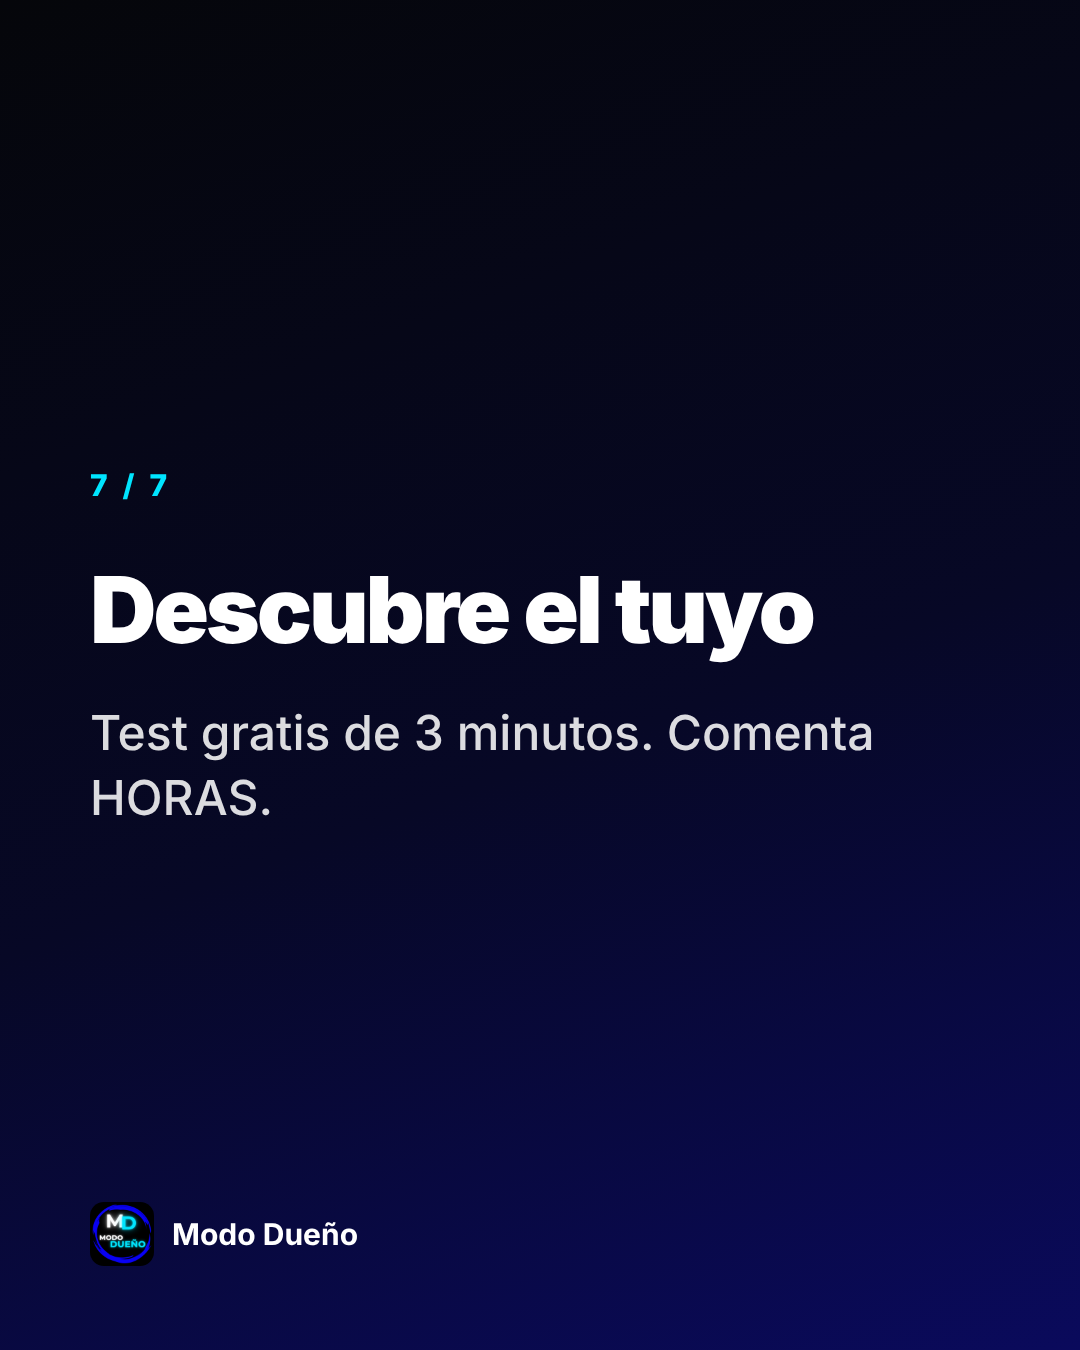 7 / 7
Descubre el tuyo
Test gratis de 3 minutos. Comenta
HORAS.
MD
MODO
DUEÑO
Modo Dueño